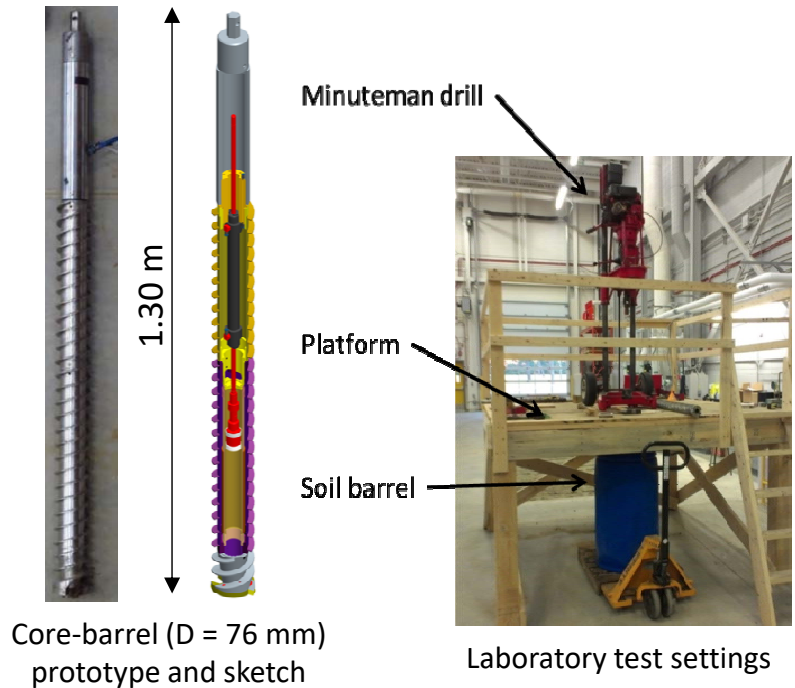 Minuteman drill
1.30 m
Platform
Soil barrel
Core-barrel (D = 76 mm)
prototype and sketch
Laboratory test settings